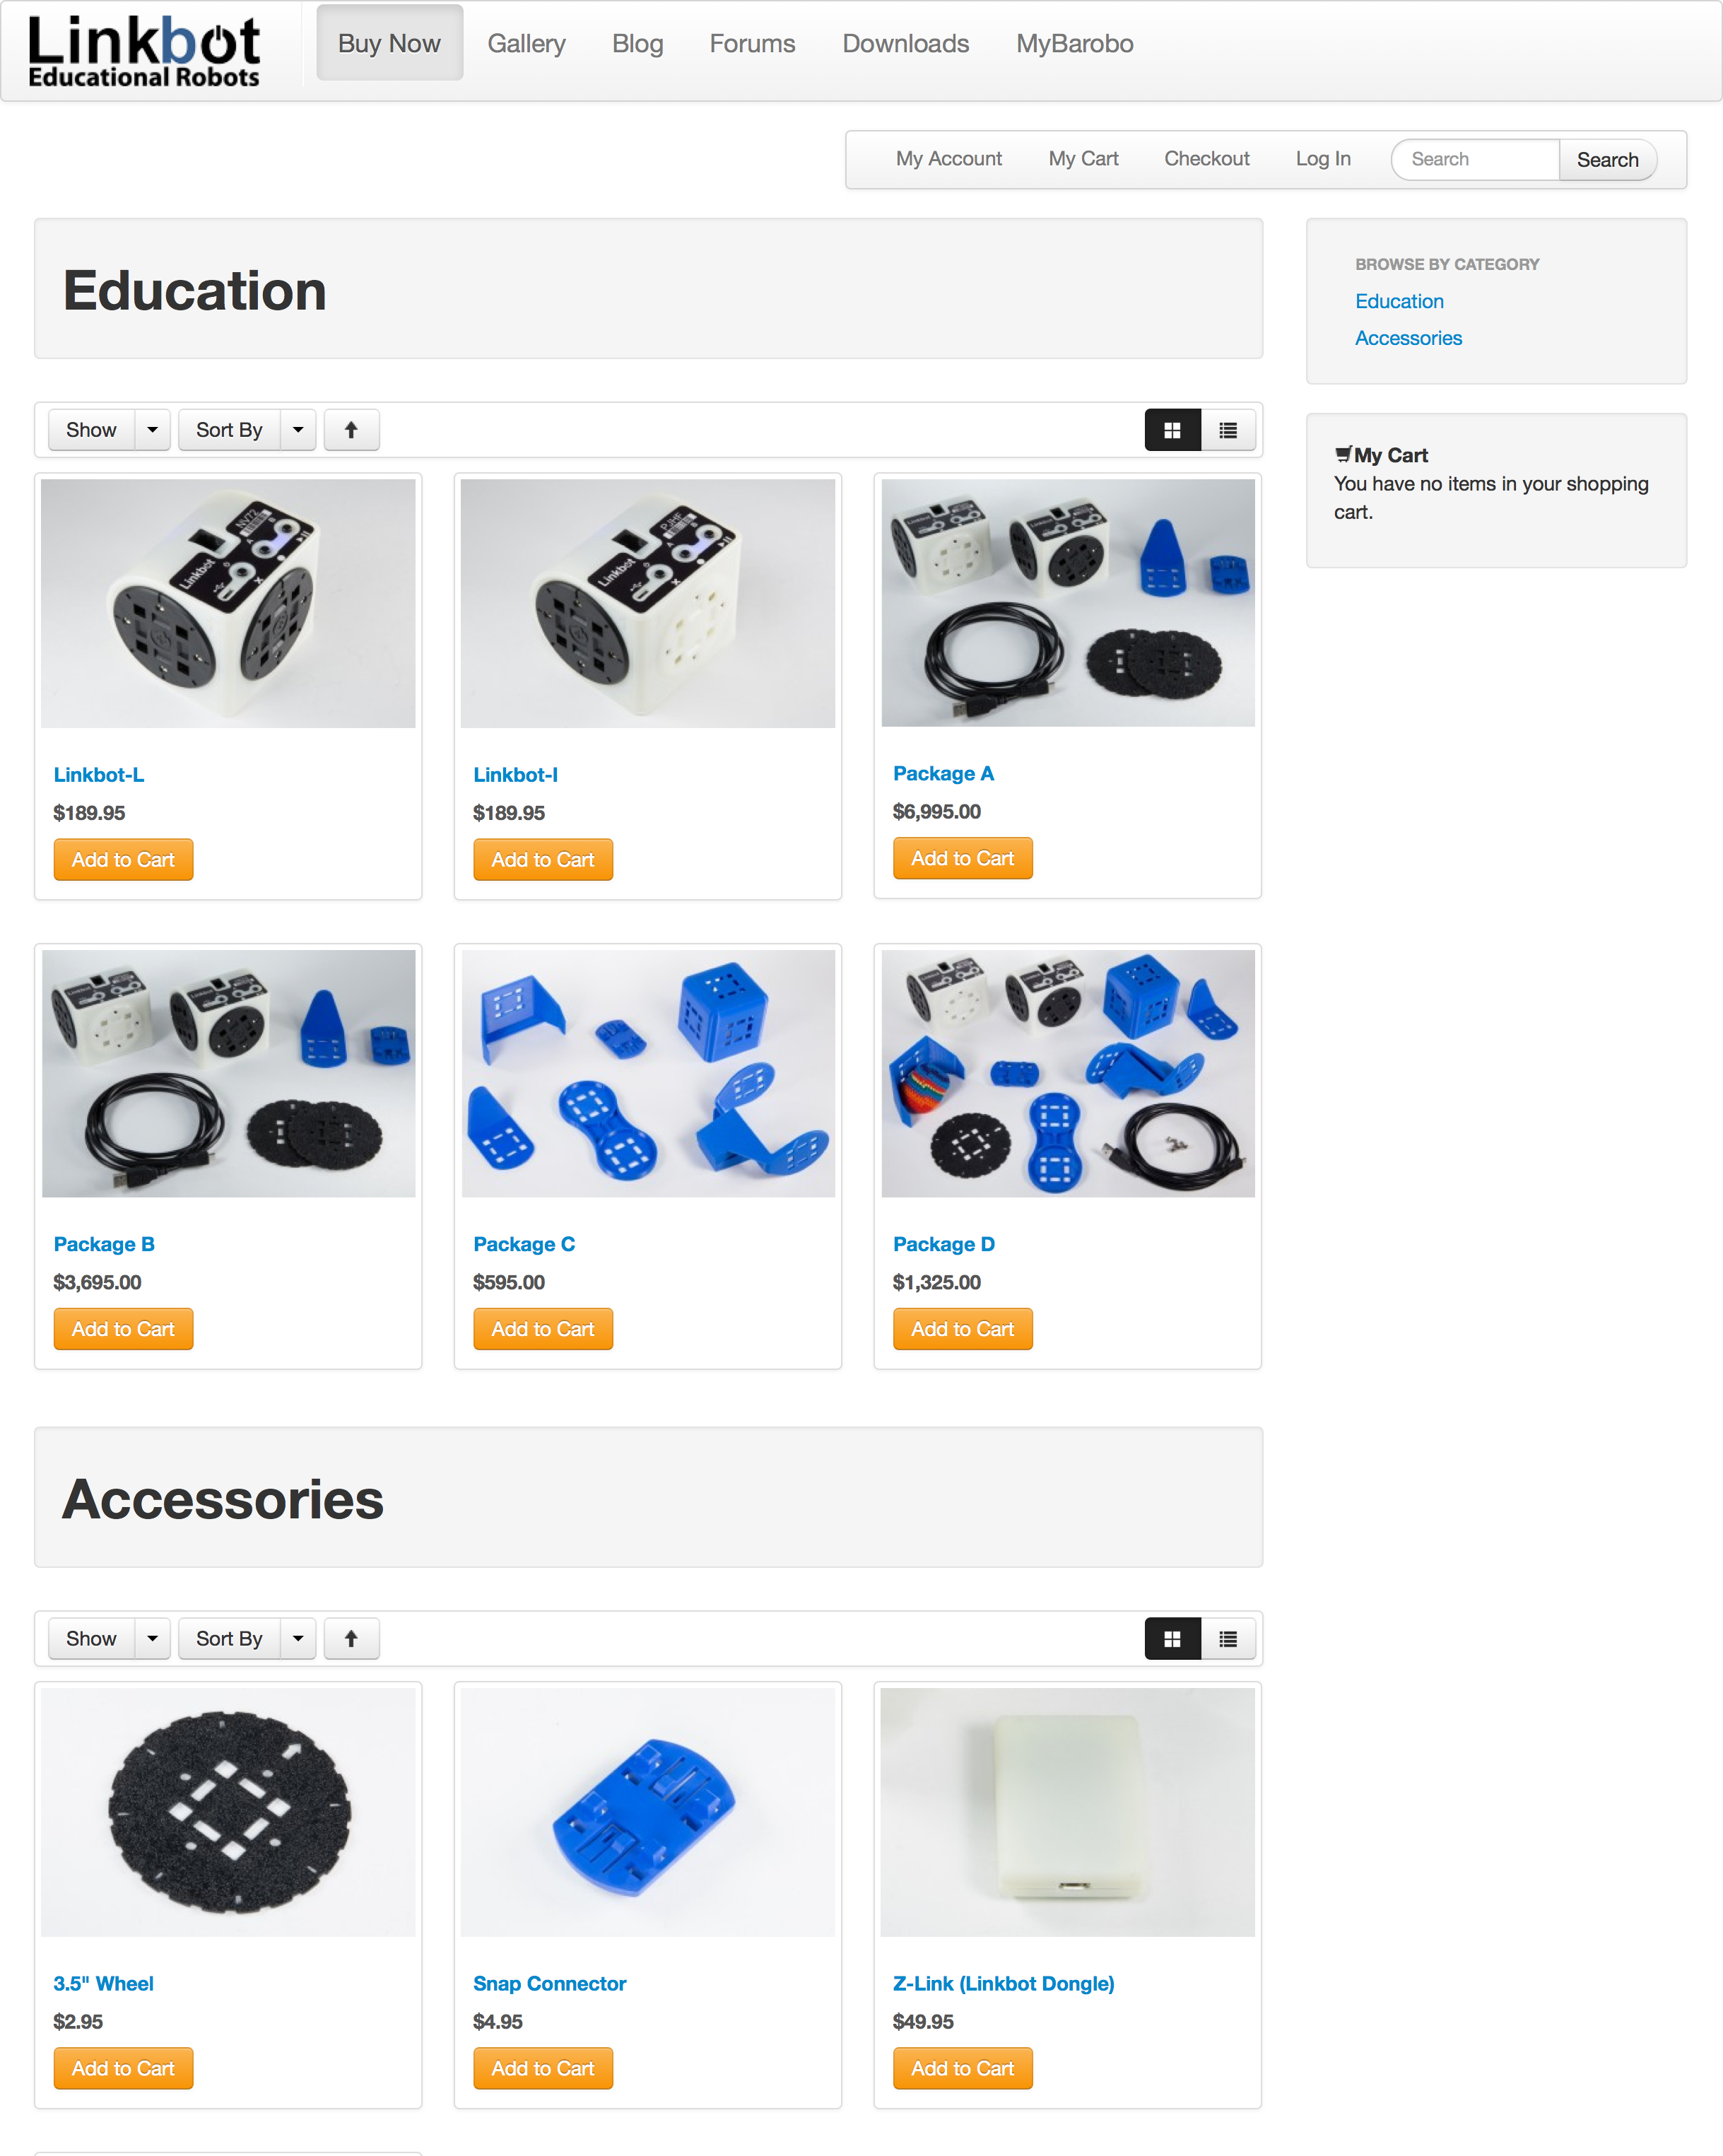 Linkbot
Educational Robots
Buy Now Gallery Blog Forums Downloads MyBarobo
My Account My Cart Checkout Log In Search Search
Education
BROWSE BY CATEGORY
Education
Accessories
Show Sort By
My Cart
You have no items in your shopping
cart.
Linkbot
Linkbot
Linkbot-L
$189.95
Add to Cart
Linkbot-I
$189.95
Add to Cart
Package A
$6,995.00
Add to Cart
Package B
$3,695.00
Add to Cart
Package C
$595.00
Add to Cart
Package D
$1,325.00
Add to Cart
Accessories
Show Sort By
3.5" Wheel
$2.95
Add to Cart
Snap Connector
$4.95
Add to Cart
Z-Link (Linkbot Dongle)
$49.95
Add to Cart